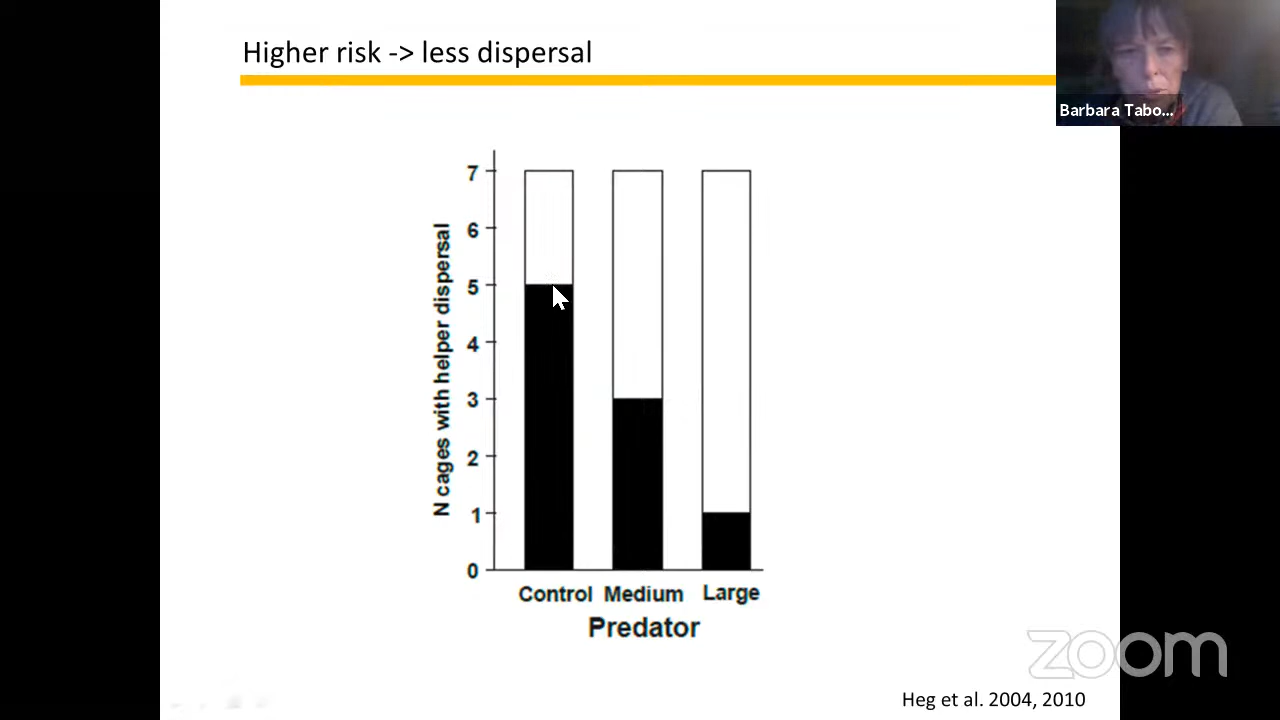 Higher risk -> less dispersal
Barbara Tabo...
N cages with helper dispersal
7
6
5
4
3
2
1
0
Control Medium Large
Predator
zoom
Heg et al. 2004, 2010